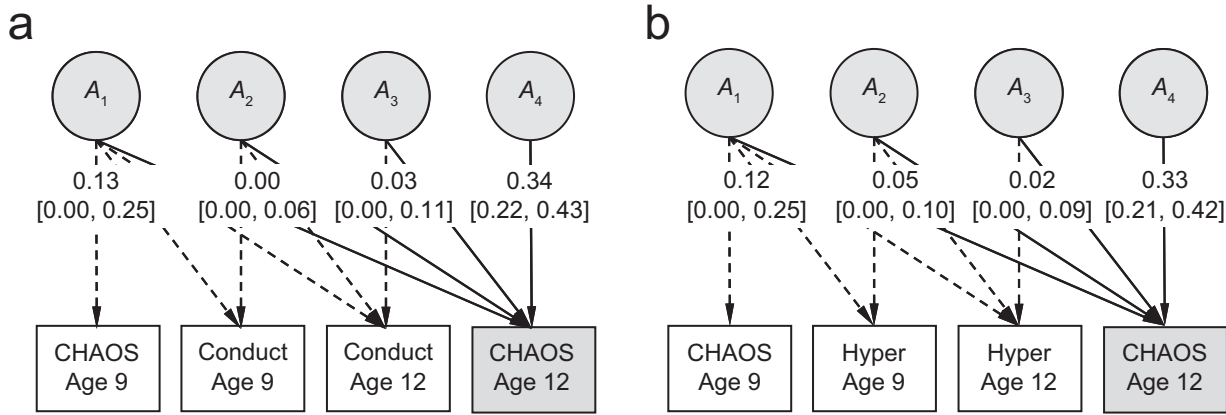 a
A1 A2 A3 A4
0.13 0.00 0.03 0.34
[0.00, 0.25] [0.00, 0.06] [0.00, 0.11] [0.22, 0.43]
CHAOS Age 9
Conduct Age 9
Conduct Age 12
CHAOS Age 12
b
A1 A2 A3 A4
0.12 0.05 0.02 0.33
[0.00, 0.25] [0.00, 0.10] [0.00, 0.09] [0.21, 0.42]
CHAOS Age 9
Hyper Age 9
Hyper Age 12
CHAOS Age 12